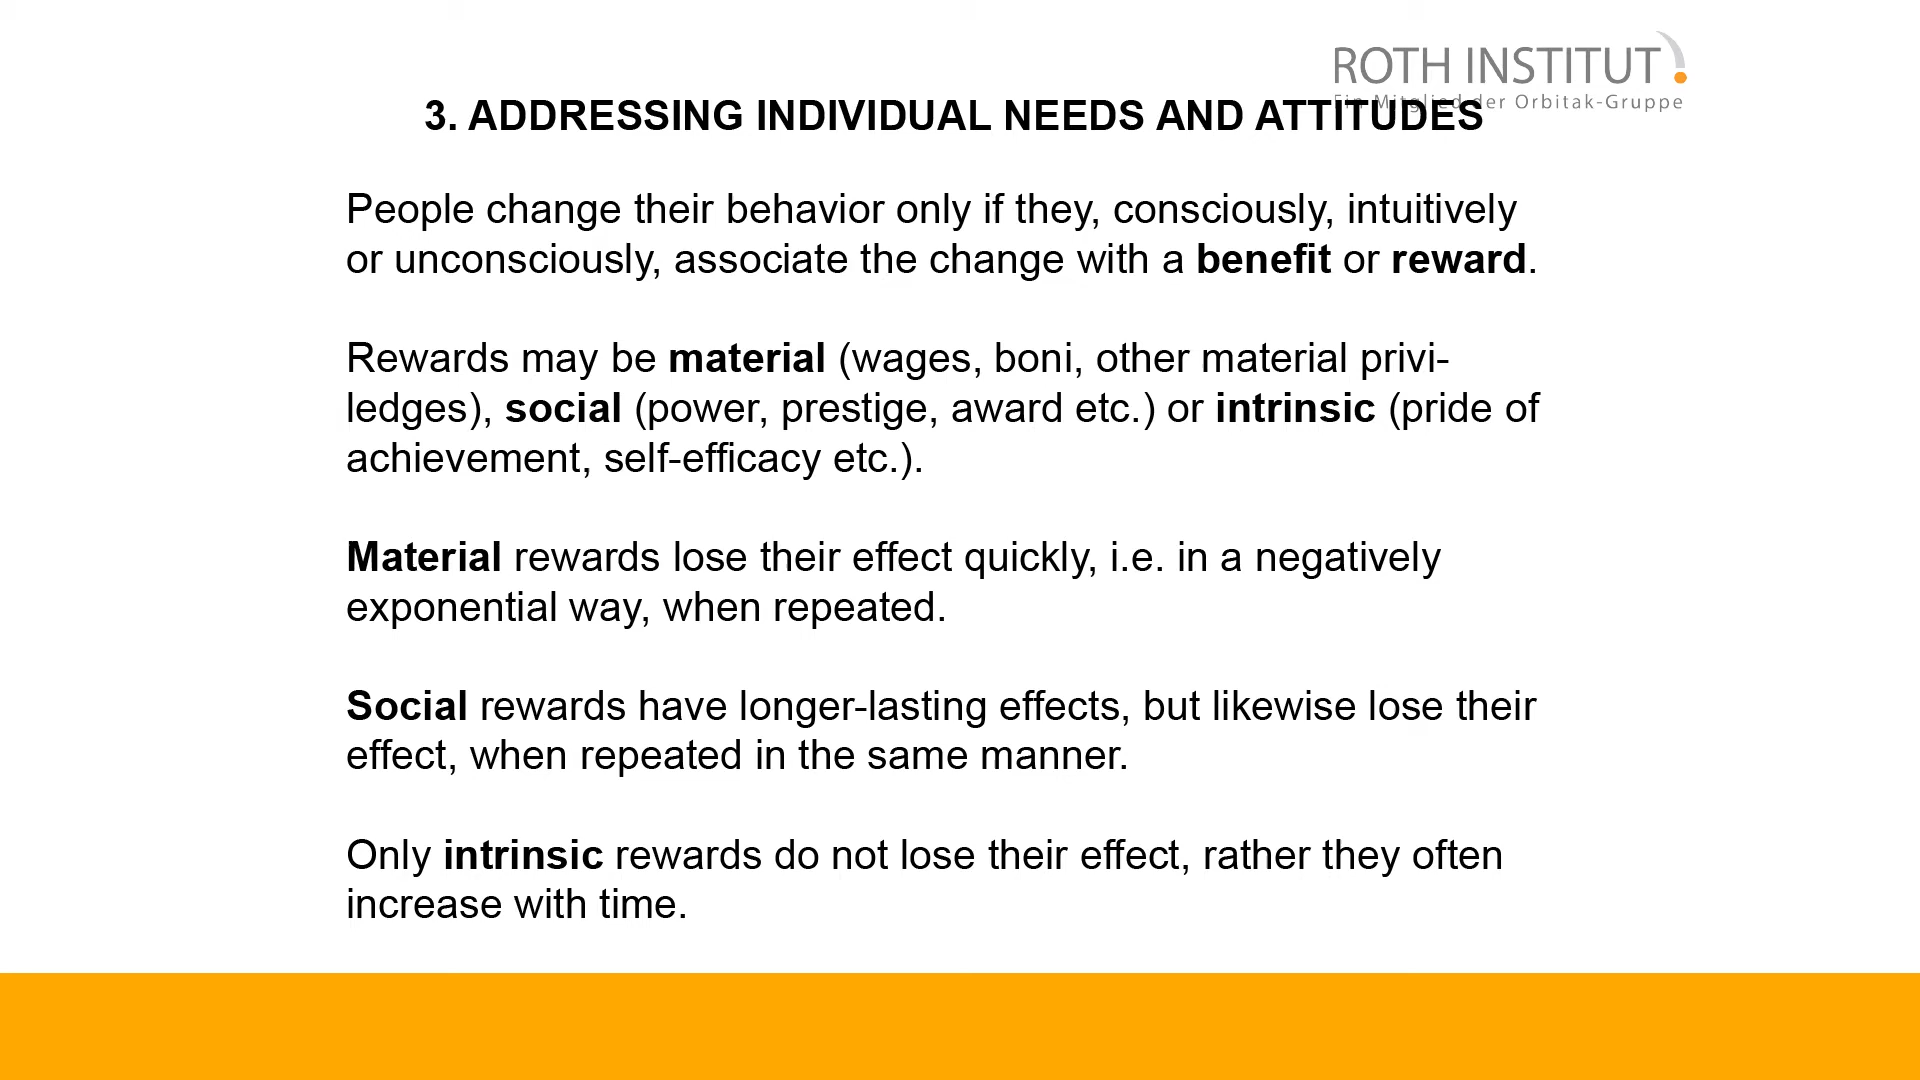 ROTH INSTITUT
Ein Mitglied der Orbitak-Gruppe
3. ADDRESSING INDIVIDUAL NEEDS AND ATTITUDES
People change their behavior only if they, consciously, intuitively
or unconsciously, associate the change with a benefit or reward.
Rewards may be material (wages, boni, other material privi-
ledges), social (power, prestige, award etc.) or intrinsic (pride of
achievement, self-efficacy etc.).
Material rewards lose their effect quickly, i.e. in a negatively
exponential way, when repeated.
Social rewards have longer-lasting effects, but likewise lose their
effect, when repeated in the same manner.
Only intrinsic rewards do not lose their effect, rather they often
increase with time.